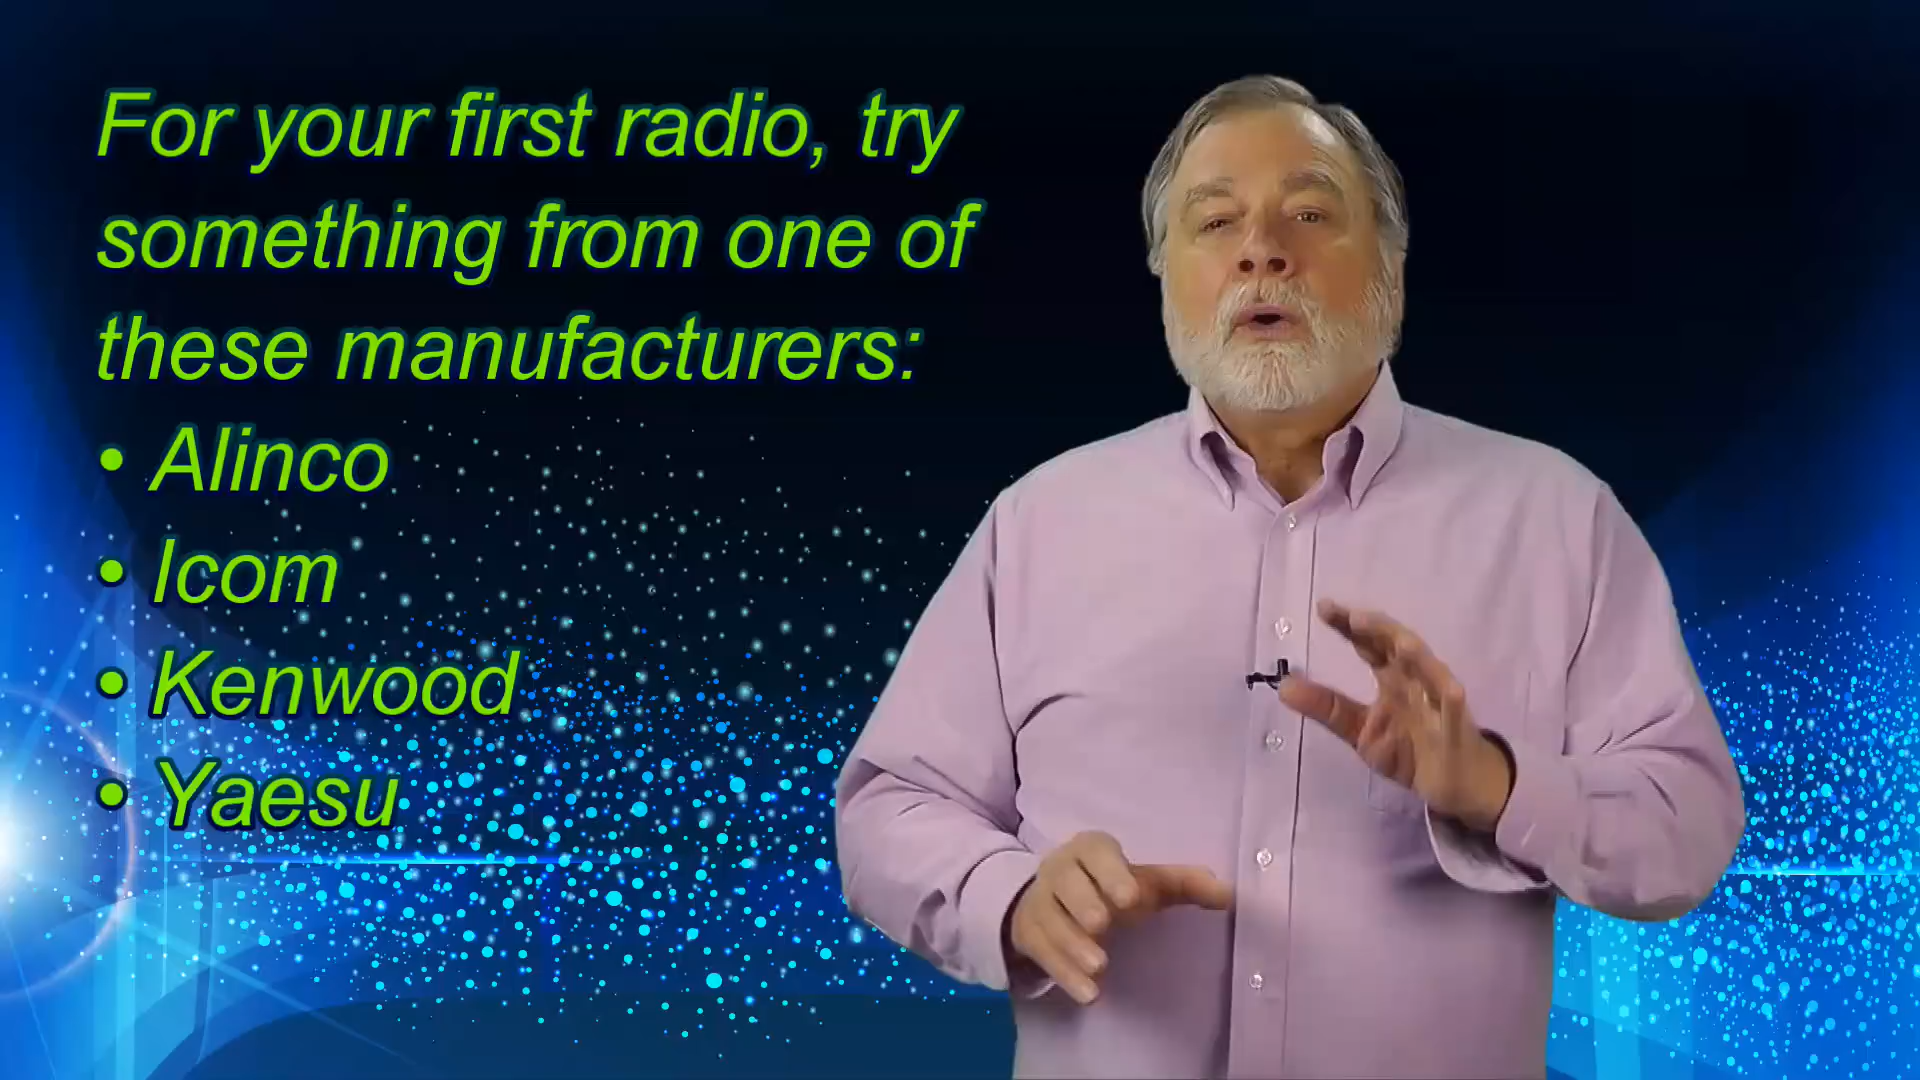 For your first radio, try
something from one of
these manufacturers:
• Alinco
• Icom
• Kenwood
• Yaesu